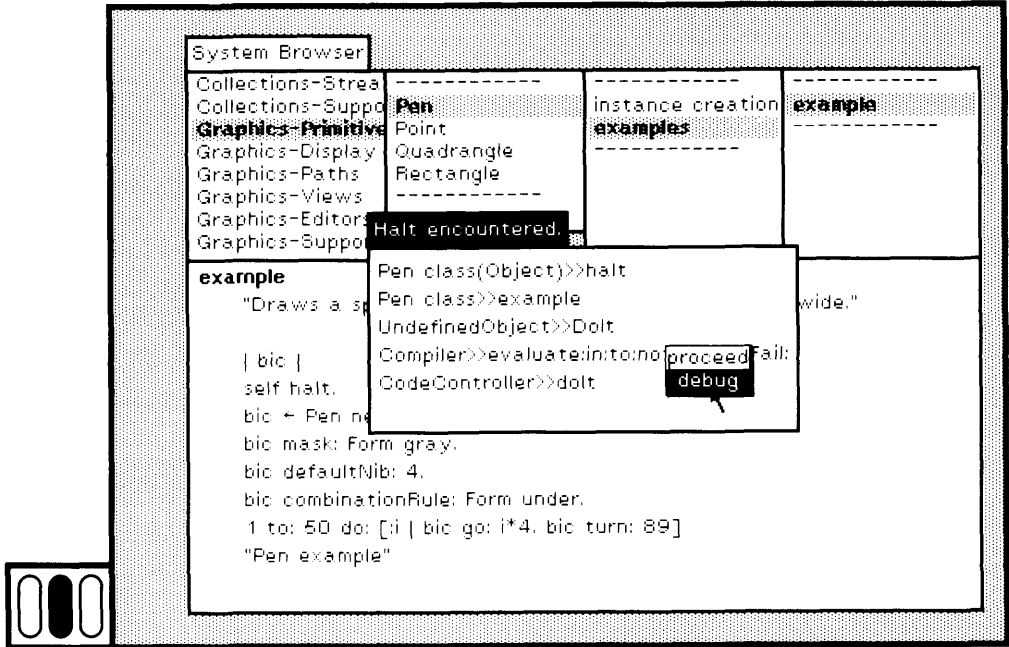 System Browser
Collections-Strea
Collections-Suppo
Graphics-Primitive
Graphics-Display
Graphics-Paths
Graphics-Views
Graphics-Editors
Graphics-Suppo
------------
Pen
Point
Quadrangle
Rectangle
------------
------------
instance creation
examples
------------
------------
example
------------
Halt encountered.
Pen class(Object)>>halt
Pen class>>example
UndefinedObject>>DoIt
Compiler>>evaluate:in:to:no Fail:
CodeController>>doIt
proceed
debug
example
"Draws a sp wide."
| bic |
self halt.
bic ← Pen ne
bic mask: Form gray.
bic defaultNib: 4.
bic combinationRule: Form under.
1 to: 50 do: [:i | bic go: i*4. bic turn: 89]
"Pen example"